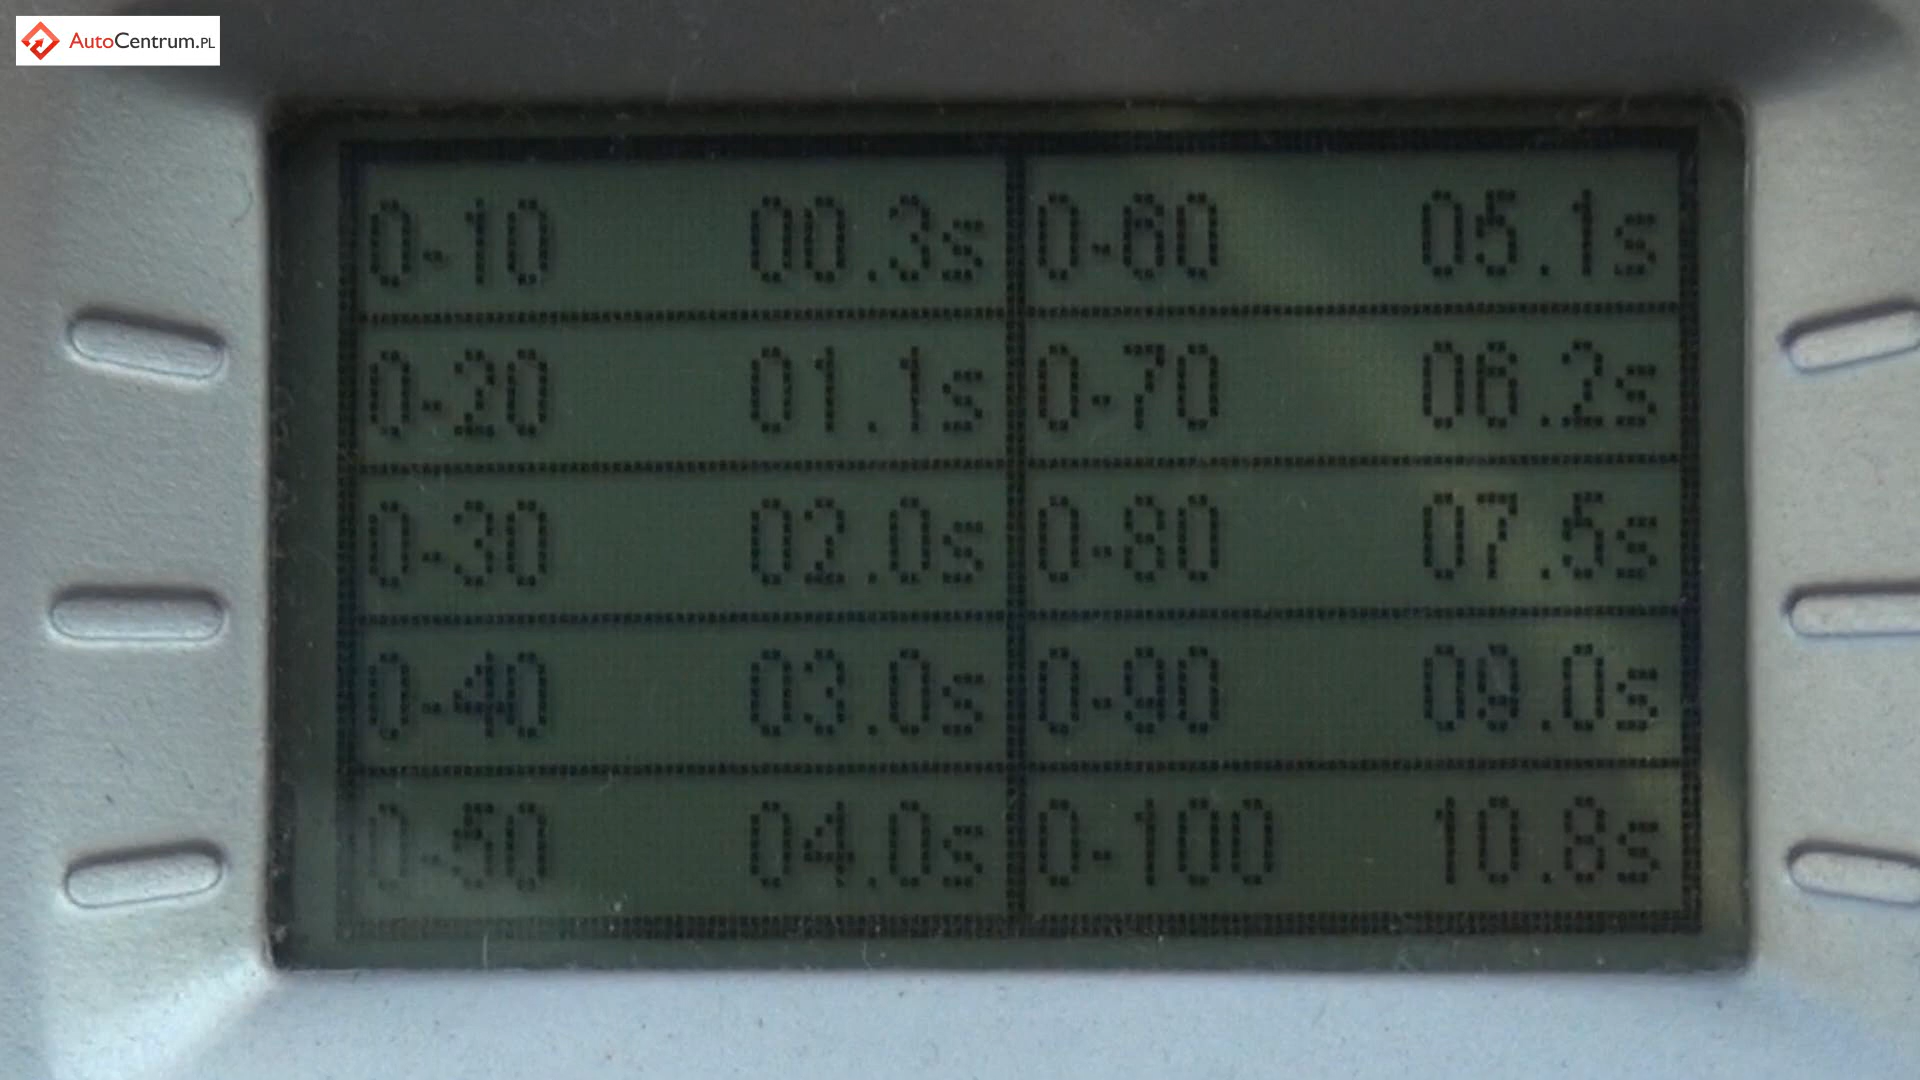 AutoCentrum.PL
0-10 00.3s 0-60 05.1s
0-20 01.1s 0-70 06.2s
0-30 02.0s 0-80 07.5s
0-40 03.0s 0-90 09.0s
0-50 04.0s 0-100 10.8s